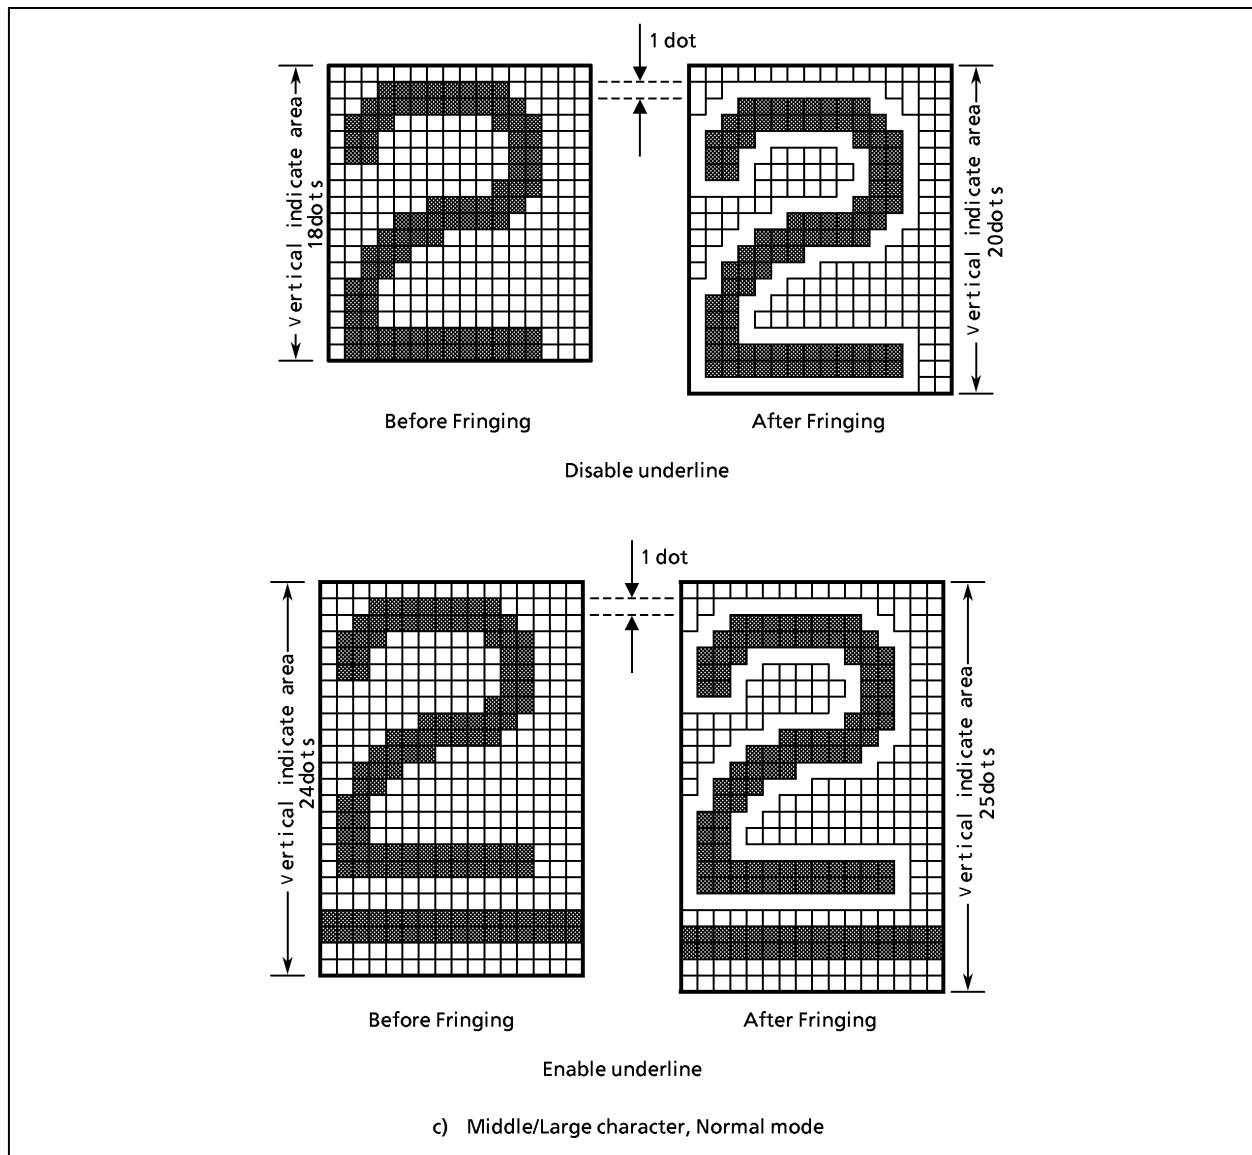 1 dot
Vertical indicate area
18dots
Vertical indicate area
20dots
Before Fringing
After Fringing
Disable underline
1 dot
Vertical indicate area
24dots
Vertical indicate area
25dots
Before Fringing
After Fringing
Enable underline
c) Middle/Large character, Normal mode